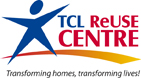 TCL ReUSE
CENTRE
Transforming homes, transforming lives!